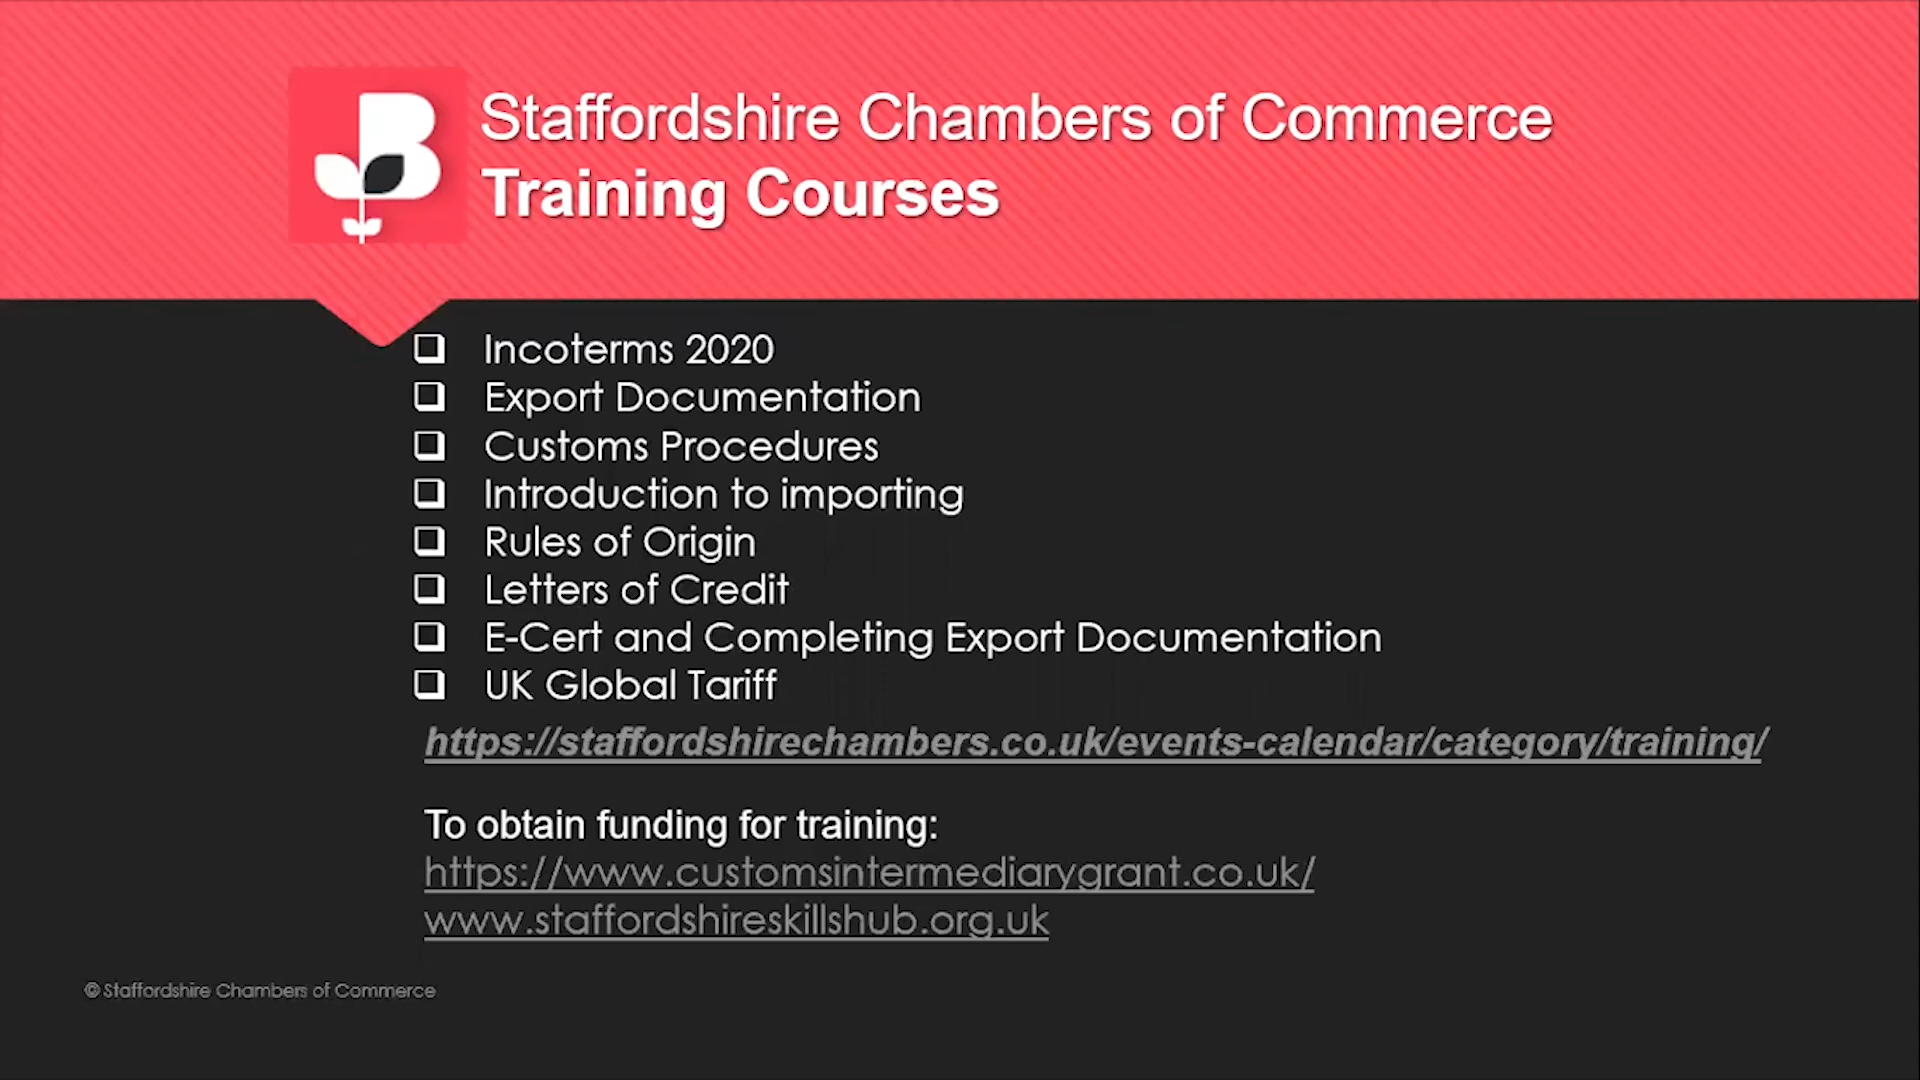 Staffordshire Chambers of Commerce
Training Courses
Incoterms 2020
Export Documentation
Customs Procedures
Introduction to importing
Rules of Origin
Letters of Credit
E-Cert and Completing Export Documentation
UK Global Tariff
https://staffordshirechambers.co.uk/events-calendar/category/training/
To obtain funding for training:
https://www.customsintermediarygrant.co.uk/
www.staffordshireskillshub.org.uk
© Staffordshire Chambers of Commerce